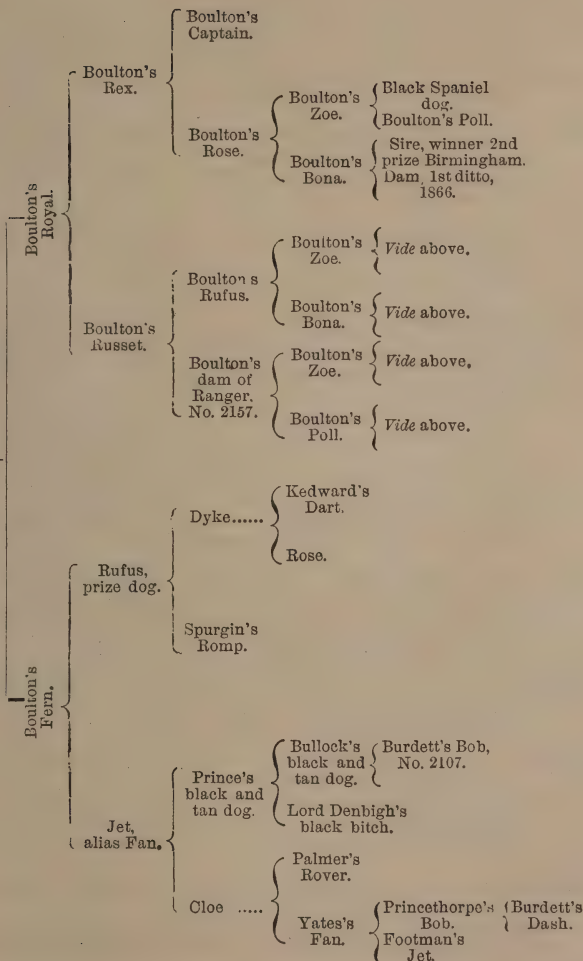 Boulton's
Royal.
Boulton's
Rex.
Boulton's
Captain.
Boulton's
Rose.
Boulton's
Zoe.
Black Spaniel
dog.
Boulton's Poll.
Boulton's
Bona.
Sire, winner 2nd
prize Birmingham.
Dam, 1st ditto,
1866.
Boulton's
Russet.
Boulton s
Rufus.
Boulton's
Zoe.
Vide above.
Boulton's
Bona.
Vide above.
Boulton's
dam of
Ranger.
No. 2157.
Boulton's
Zoe.
Vide above.
Boulton's
Poll.
Vide above.
Boulton's
Fern.
Rufus,
prize dog.
Dyke......
Kedward's
Dart.
Rose.
Spurgin's
Romp.
Jet,
alias Fan.
Prince's
black and
tan dog.
Bullock's
black and
tan dog.
Burdett's Bob,
No. 2107.
Lord Denbigh's
black bitch.
Cloe .....
Palmer's
Rover.
Yates's
Fan.
Princethorpe's
Bob.
Burdett's
Dash.
Footman's
Jet.